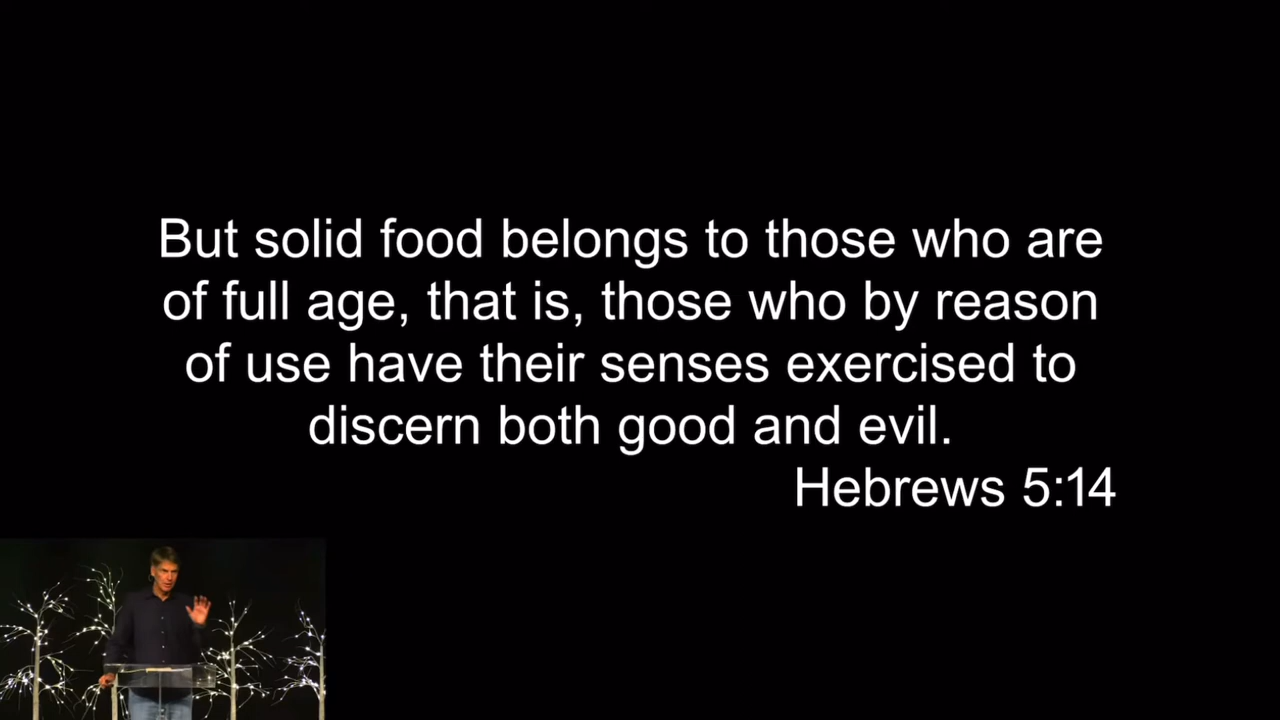 But solid food belongs to those who are
of full age, that is, those who by reason
of use have their senses exercised to
discern both good and evil.
Hebrews 5:14